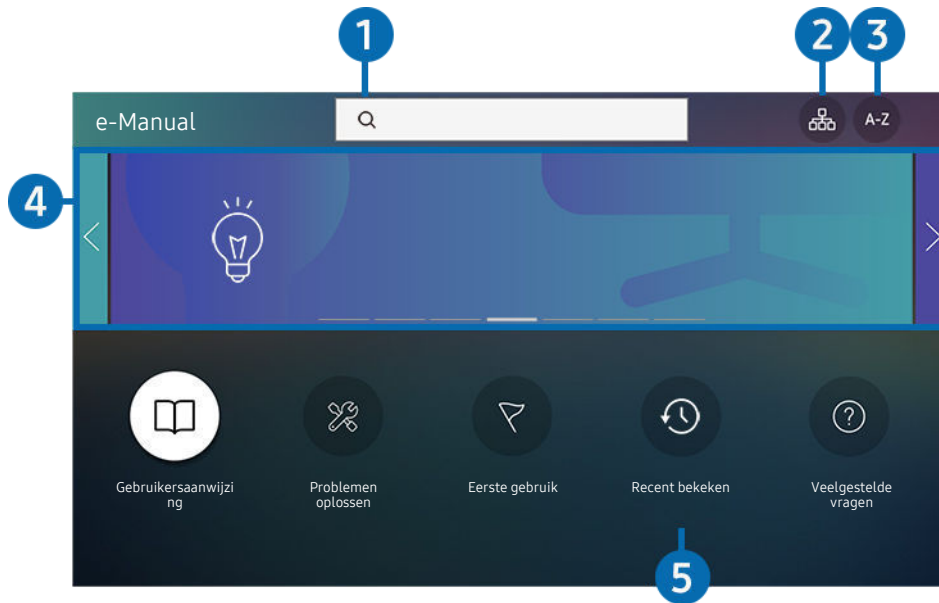 1
2
3
e-Manual
A-Z
4
Gebruikersaanwijzi
ng
Problemen
oplossen
Eerste gebruik
Recent bekeken
Veelgestelde
vragen
5